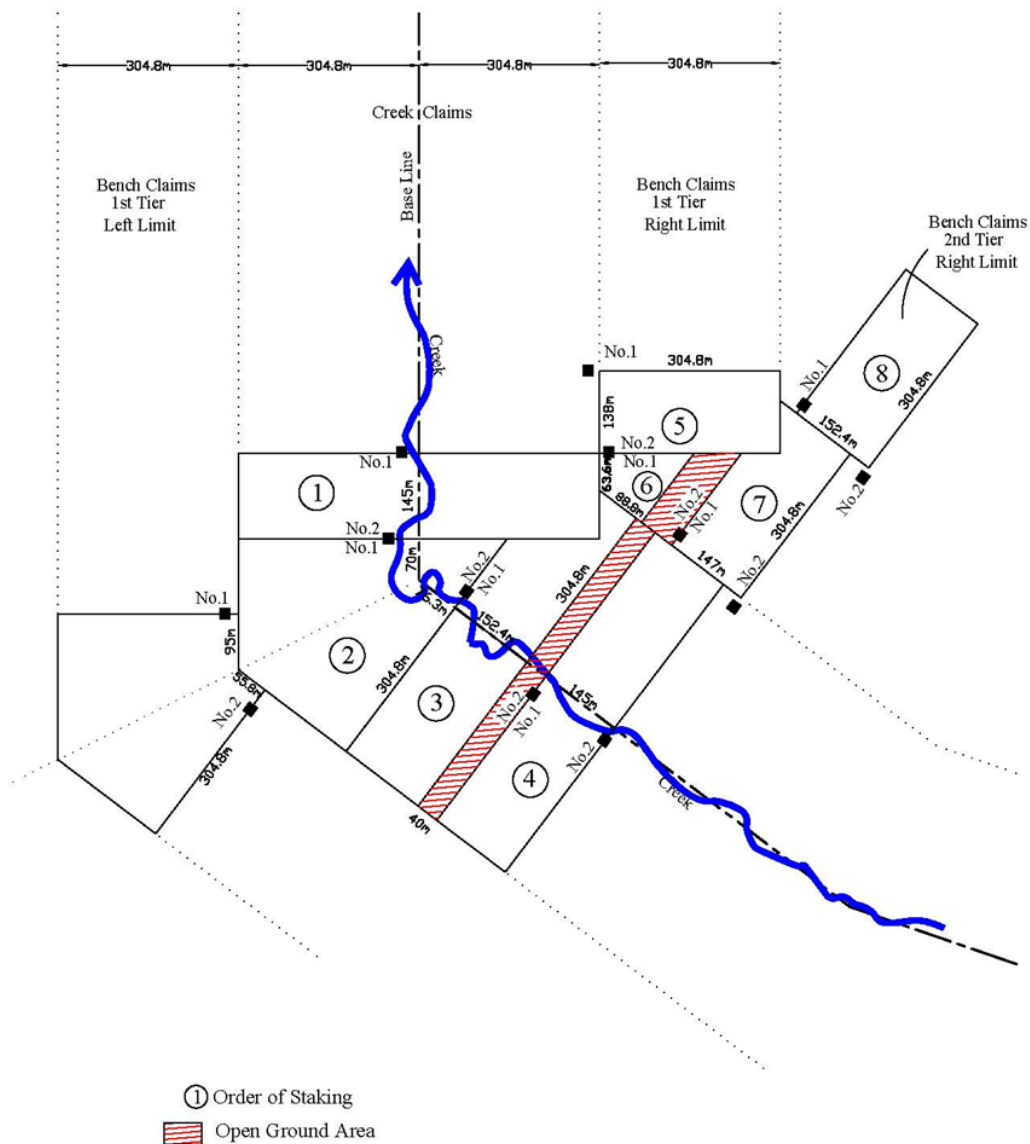 304.8m
304.8m
304.8m
304.8m
Creek Claims
Base Line
Bench Claims
1st Tier
Left Limit
Bench Claims
1st Tier
Right Limit
Bench Claims
2nd Tier
Right Limit
Creek
No.1
304.8m
No.1
8
304.8m
152.4m
No.2
138m
5
No.2
No.1
63.6m
6
88.8m
No.2
No.1
7
304.8m
147m
No.2
No.1
1
145m
No.2
No.1
70m
No.2
No.1
5.3m
152.4m
304.8m
No.1
95m
2
304.8m
55.8m
No.2
304.8m
3
No.2
No.1
145m
No.2
4
40m
Creek
1 Order of Staking
Open Ground Area